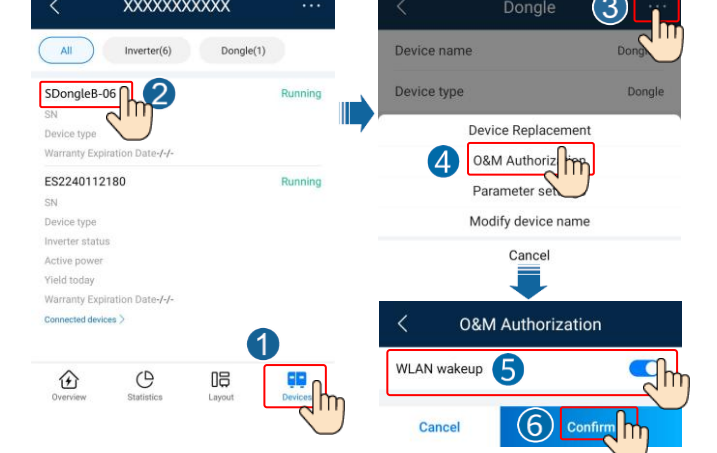 XXXXXXXXXXX
...
All
Inverter(6)
Dongle(1)
SDongleB-06
2
Running
SN
Device type
Warranty Expiration Date-/-/-
ES2240112180
Running
SN
Device type
Inverter status
Active power
Yield today
Warranty Expiration Date-/-/-
Connected devices >
1
Overview
Statistics
Layout
Devices
Dongle
3
...
Device name
Device type
Dongle
Device Replacement
4
O&M
Parameter
Modify device name
Cancel
O&M Authorization
WLAN wakeup
5
Cancel
6
Confirm